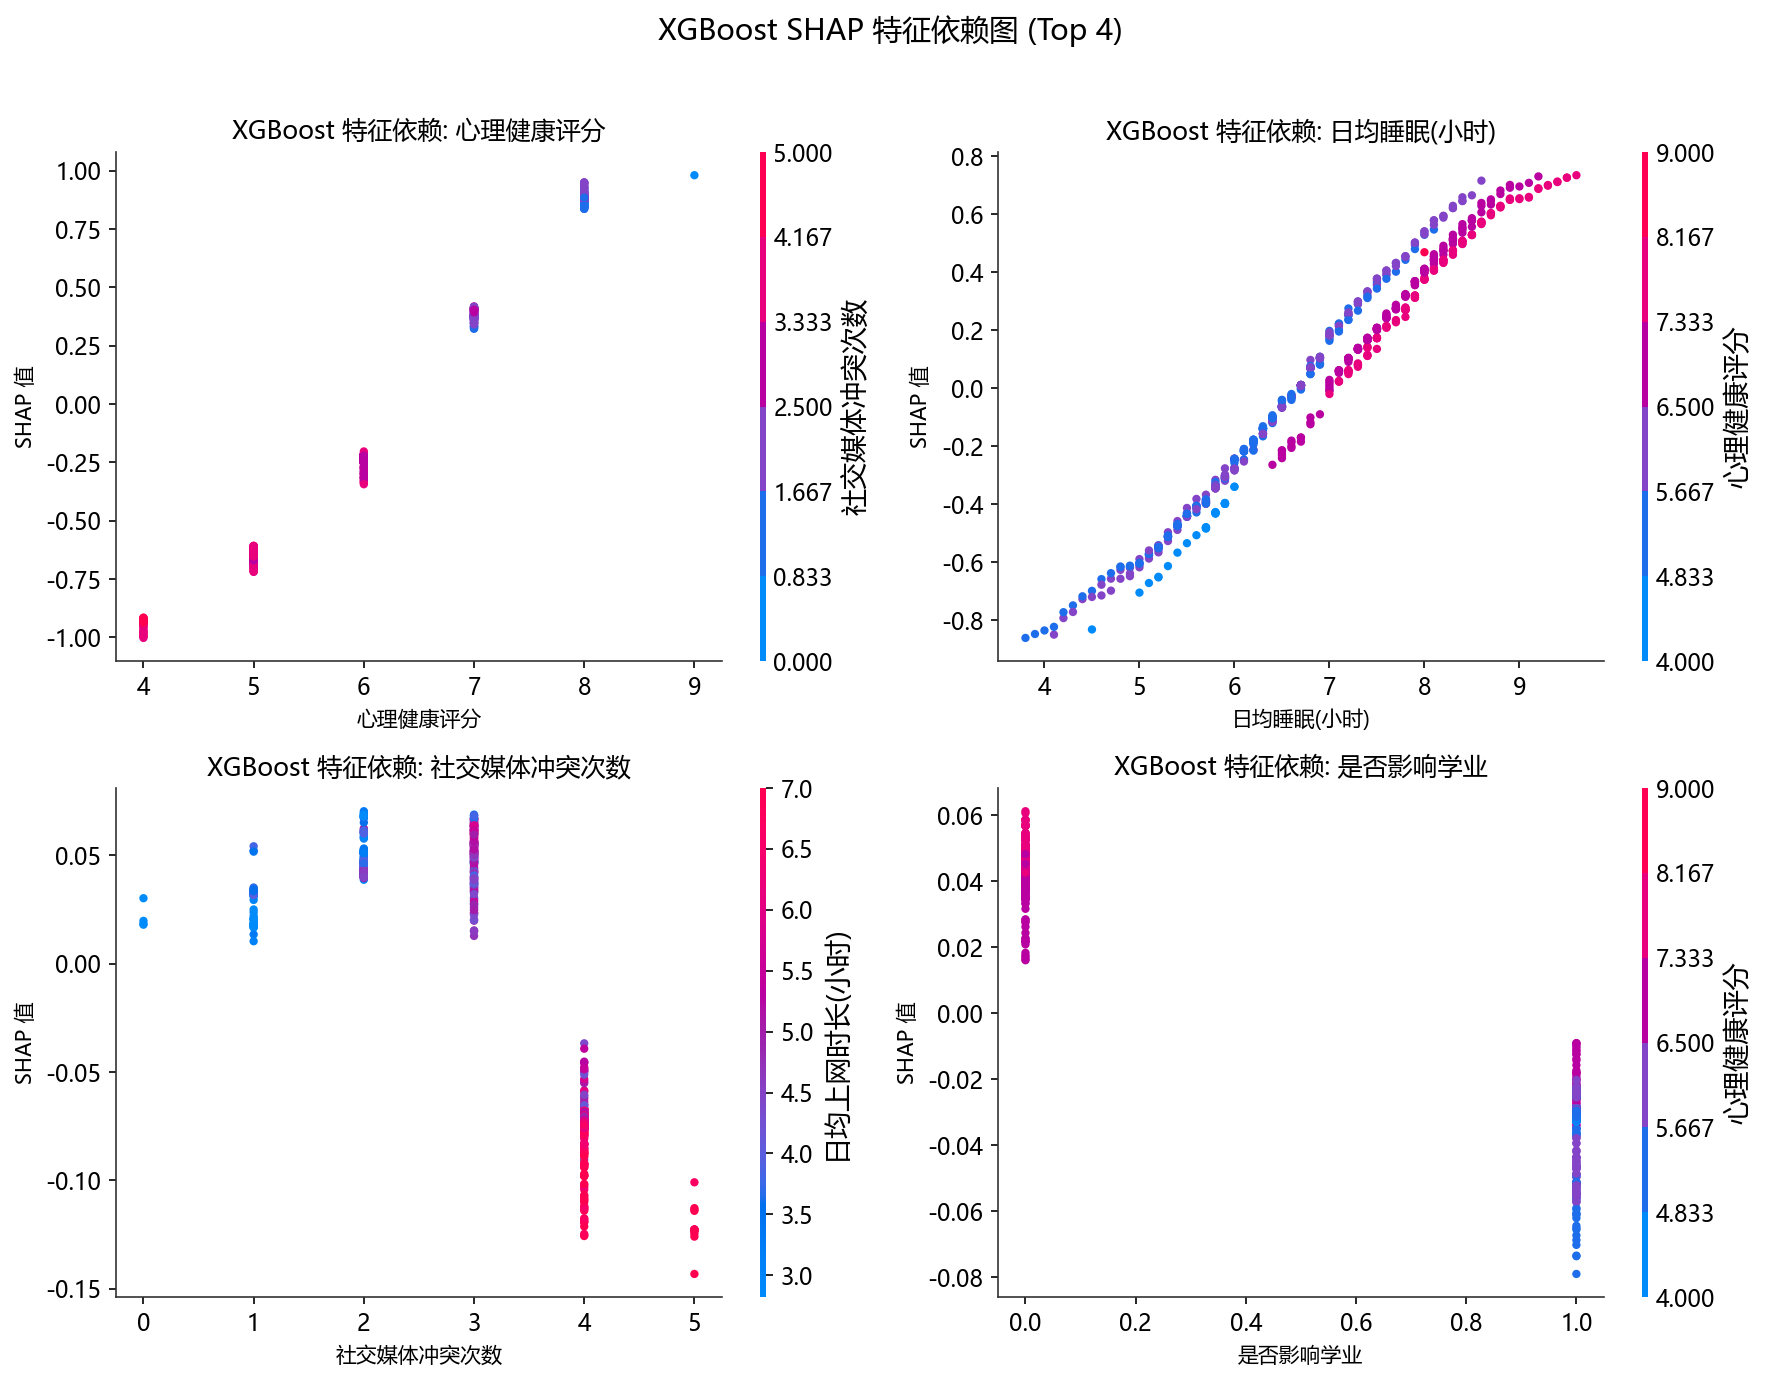 XGBoost SHAP 特征依赖图 (Top 4)
XGBoost 特征依赖: 心理健康评分
1.00
0.75
0.50
0.25
0.00
-0.25
-0.50
-0.75
-1.00
SHAP 值
4 5 6 7 8 9
心理健康评分
5.000
4.167
3.333
2.500
1.667
0.833
0.000
社交媒体冲突次数
XGBoost 特征依赖: 日均睡眠(小时)
0.8
0.6
0.4
0.2
0.0
-0.2
-0.4
-0.6
-0.8
SHAP 值
4 5 6 7 8 9
日均睡眠(小时)
9.000
8.167
7.333
6.500
5.667
4.833
4.000
心理健康评分
XGBoost 特征依赖: 社交媒体冲突次数
0.05
0.00
-0.05
-0.10
-0.15
SHAP 值
0 1 2 3 4 5
社交媒体冲突次数
7.0
6.5
6.0
5.5
5.0
4.5
4.0
3.5
3.0
日均上网时长(小时)
XGBoost 特征依赖: 是否影响学业
0.06
0.04
0.02
0.00
-0.02
-0.04
-0.06
-0.08
SHAP 值
0.0 0.2 0.4 0.6 0.8 1.0
是否影响学业
9.000
8.167
7.333
6.500
5.667
4.833
4.000
心理健康评分